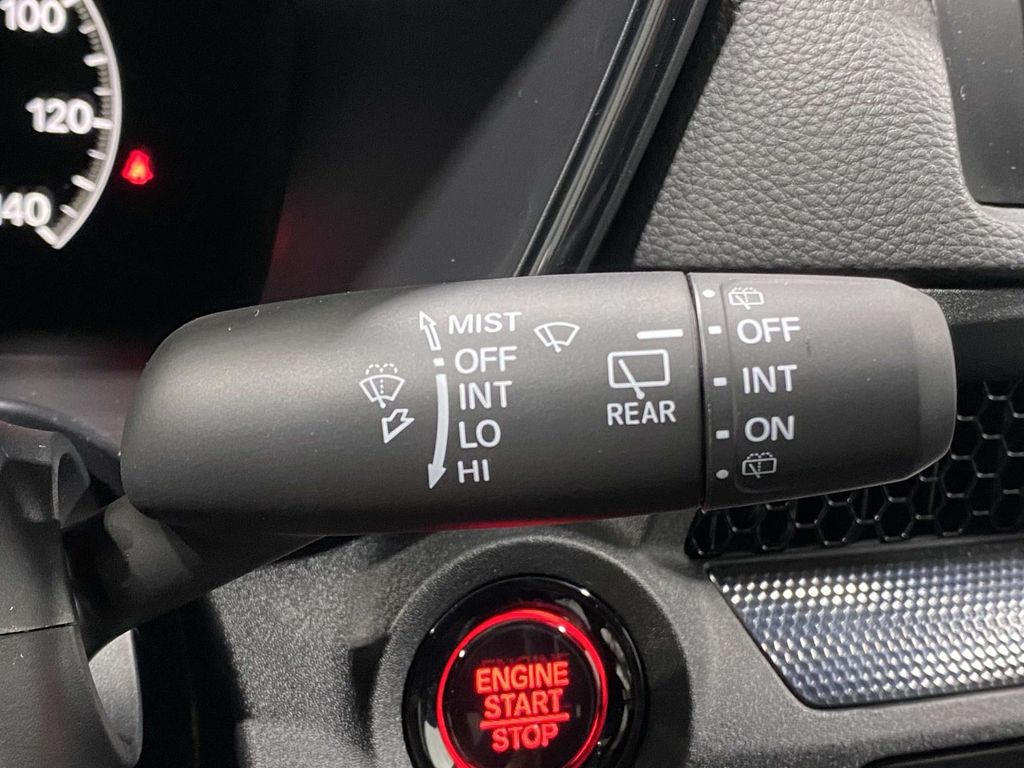 100
120
140
MIST
OFF
INT
LO
HI
REAR
OFF
INT
ON
ENGINE
START
STOP